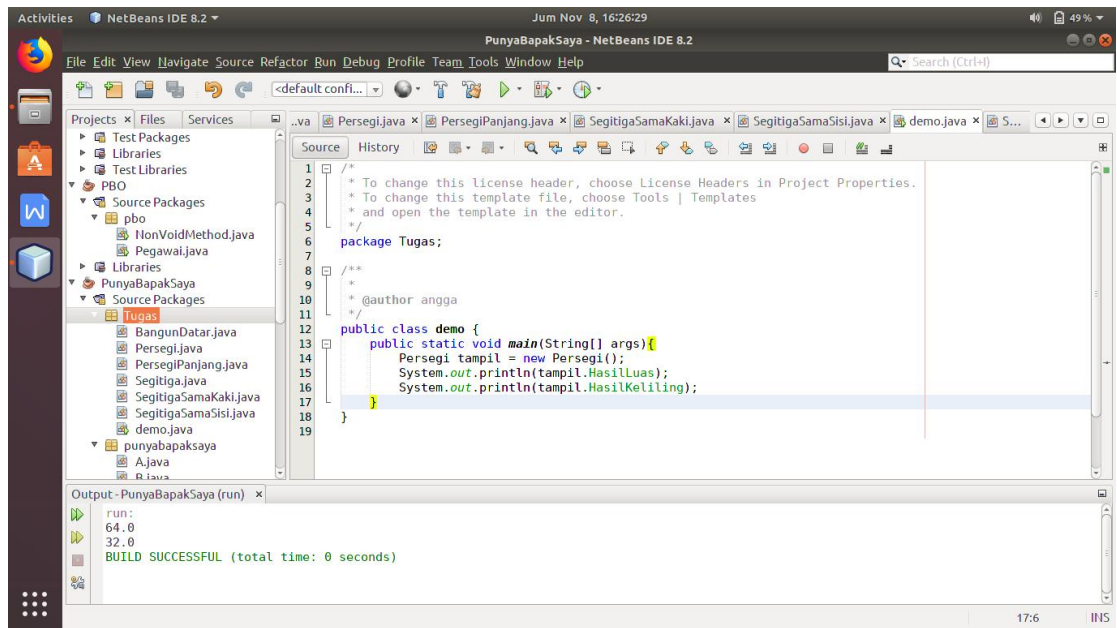 Activities NetBeans IDE 8.2 Jum Nov 8, 16:26:29 49 %
PunyaBapakSaya - NetBeans IDE 8.2
File Edit View Navigate Source Refactor Run Debug Profile Team Tools Window Help Search (Ctrl+I)
<default confi...
Projects Files Services
..va Persegi.java PersegiPanjang.java SegitigaSamaKaki.java SegitigaSamaSisi.java demo.java S...
Source History
Test Packages
Libraries
Test Libraries
PBO
Source Packages
pbo
NonVoidMethod.java
Pegawai.java
Libraries
PunyaBapakSaya
Source Packages
Tugas
BangunDatar.java
Persegi.java
PersegiPanjang.java
Segitiga.java
SegitigaSamaKaki.java
SegitigaSamaSisi.java
demo.java
punyabapaksaya
A.java
B.java
1 /*
2 * To change this license header, choose License Headers in Project Properties.
3 * To change this template file, choose Tools | Templates
4 * and open the template in the editor.
5 */
6 package Tugas;
7
8 /**
9 *
10 * @author angga
11 */
12 public class demo {
13 public static void main(String[] args){
14 Persegi tampil = new Persegi();
15 System.out.println(tampil.HasilLuas);
16 System.out.println(tampil.HasilKeliling);
17 }
18 }
19
Output - PunyaBapakSaya (run)
run:
64.0
32.0
BUILD SUCCESSFUL (total time: 0 seconds)
17:6 INS